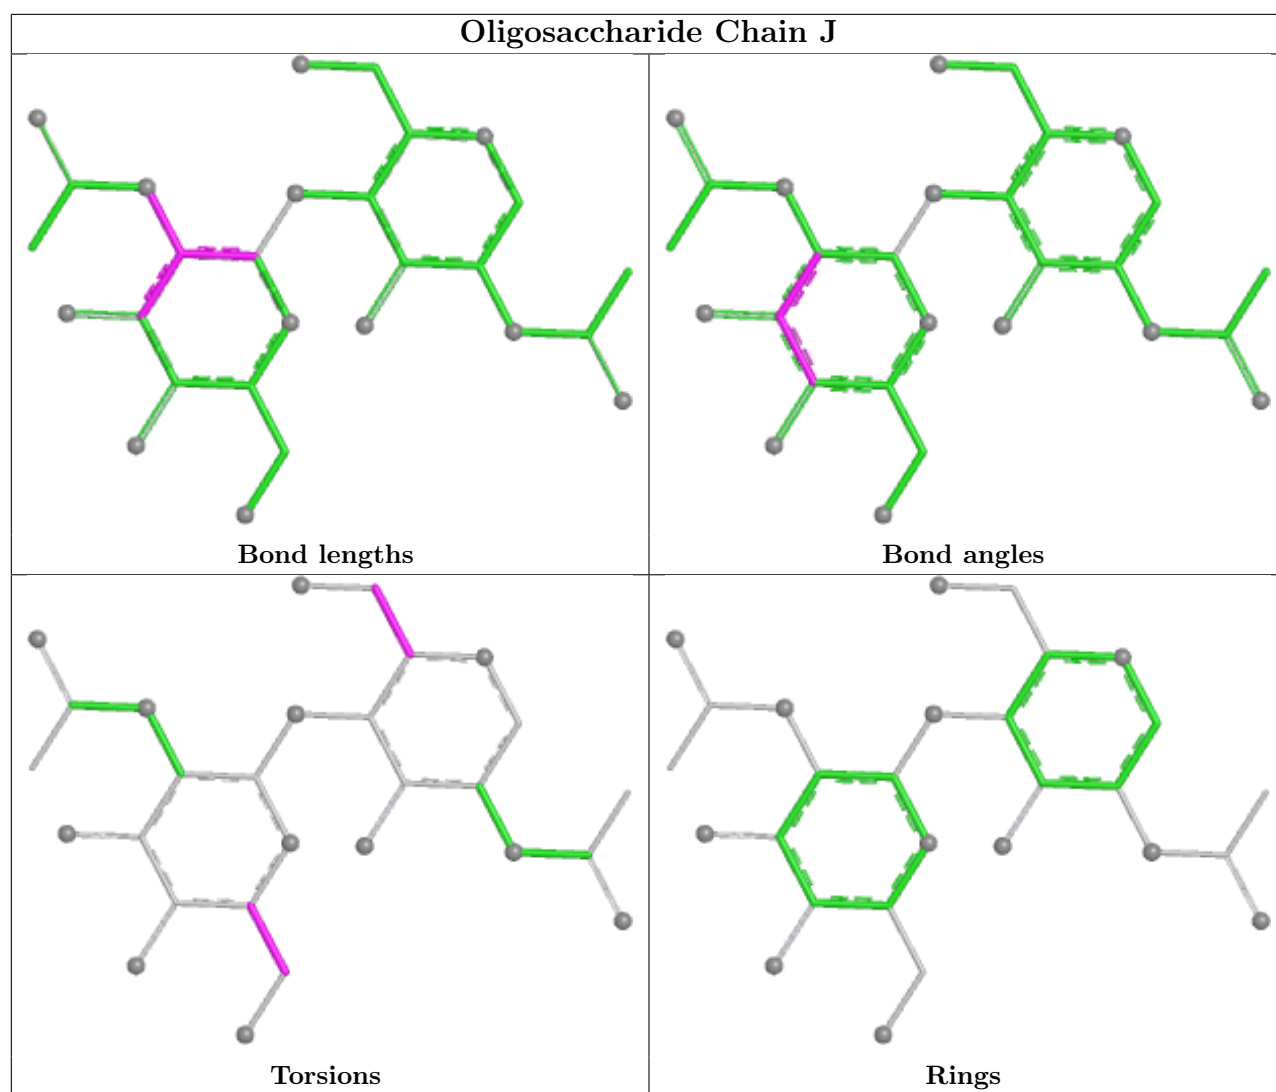 Oligosaccharide Chain J
Bond lengths
Bond angles
Torsions
Rings